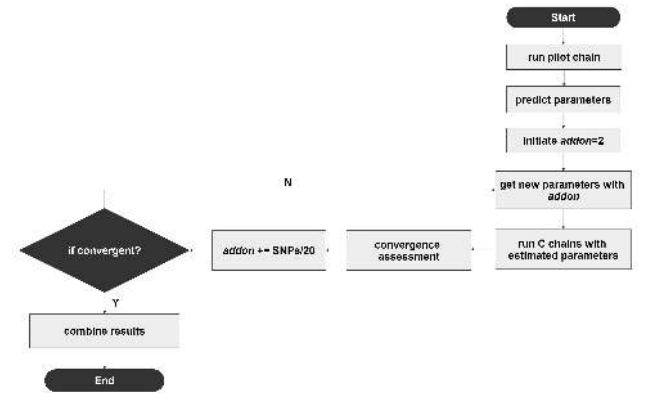 Start
run pilot chain
predict parameters
initiate addon=2
N
get new parameters with
addon
if convergent?
addon += SNPs/20
convergence
assessment
run C chains with
estimated parameters
Y
combine results
End